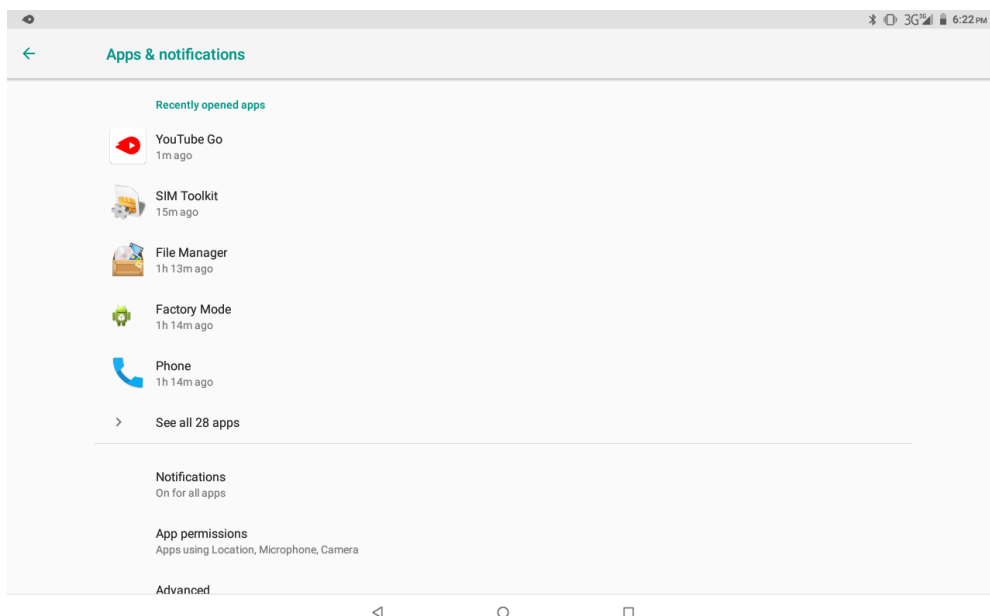 3G 3G 6:22 PM
Apps & notifications
Recently opened apps
YouTube Go
1m ago
SIM Toolkit
15m ago
File Manager
1h 13m ago
Factory Mode
1h 14m ago
Phone
1h 14m ago
See all 28 apps
Notifications
On for all apps
App permissions
Apps using Location, Microphone, Camera
Advanced